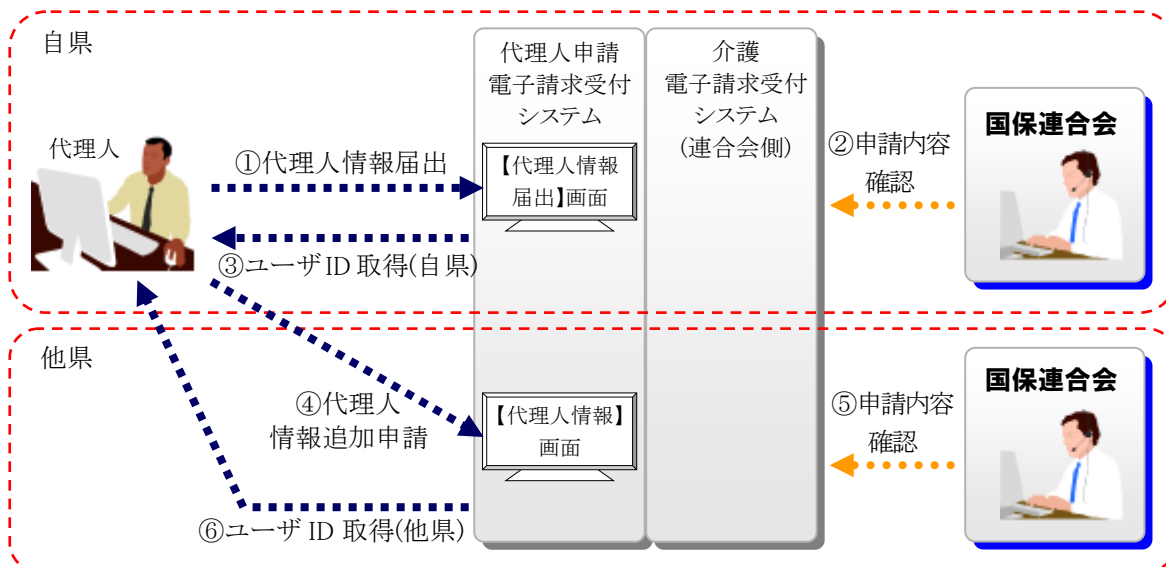 自県
代理人申請
電子請求受付
システム
介護
電子請求受付
システム
(連合会側)
代理人
①代理人情報届出
【代理人情報
届出】画面
②申請内容
確認
国保連合会
③ユーザID 取得(自県)
他県
④代理人
情報追加申請
【代理人情報】
画面
⑤申請内容
確認
国保連合会
⑥ユーザ ID 取得(他県)